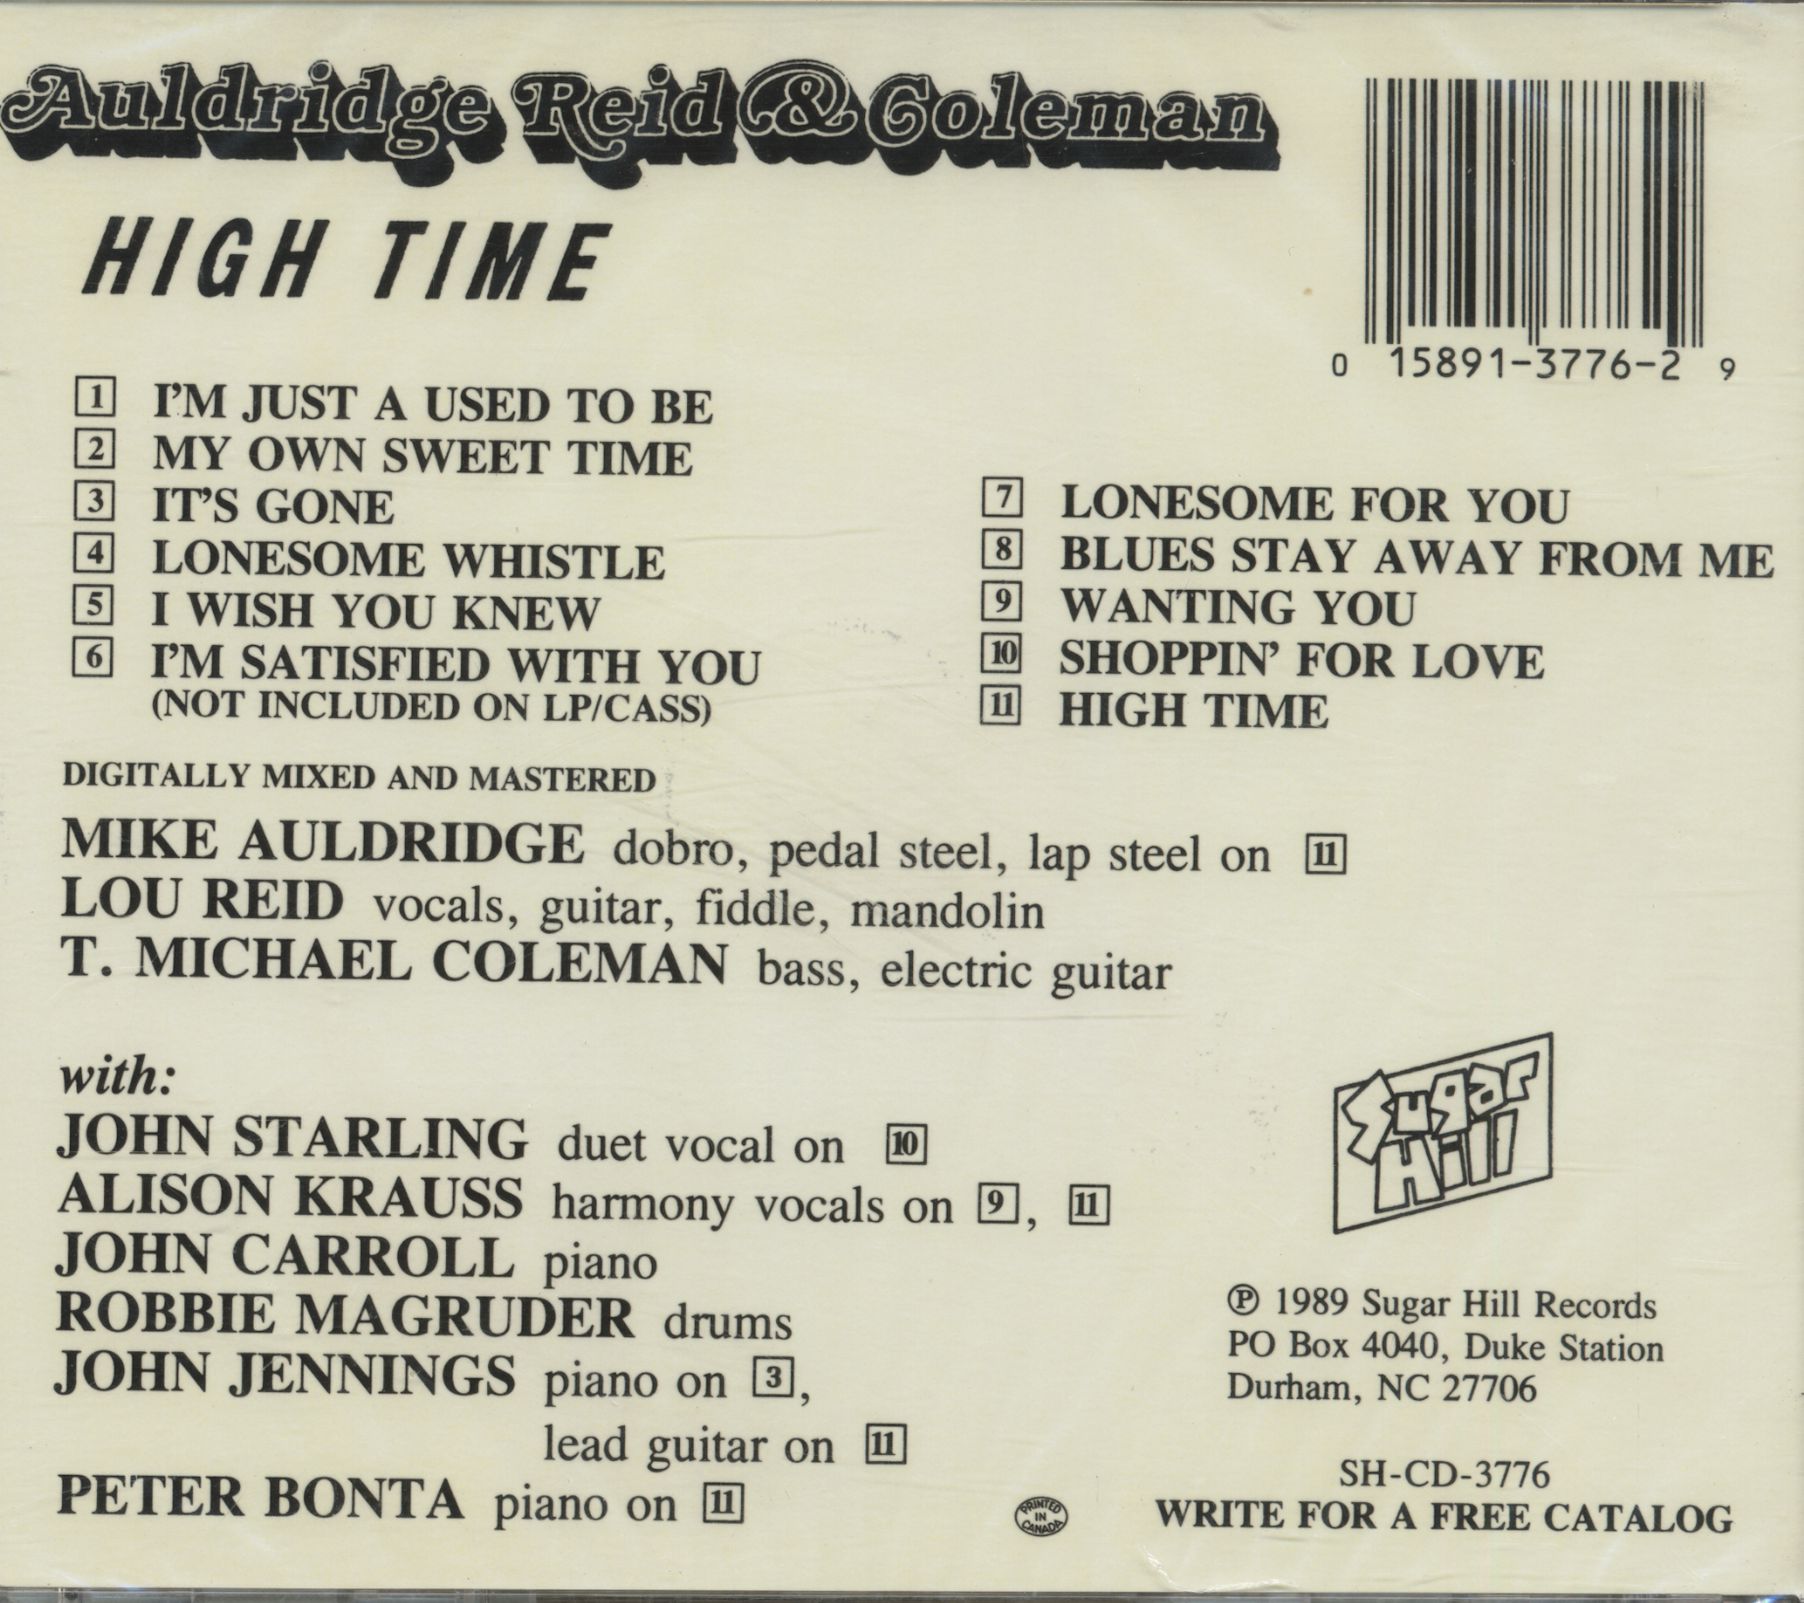 Auldridge Reid & Coleman
HIGH TIME
0 15891-3776-2 9
1 I'M JUST A USED TO BE
2 MY OWN SWEET TIME
3 IT'S GONE
4 LONESOME WHISTLE
5 I WISH YOU KNEW
6 I'M SATISFIED WITH YOU
(NOT INCLUDED ON LP/CASS)
7 LONESOME FOR YOU
8 BLUES STAY AWAY FROM ME
9 WANTING YOU
10 SHOPPIN' FOR LOVE
11 HIGH TIME
DIGITALLY MIXED AND MASTERED
MIKE AULDRIDGE dobro, pedal steel, lap steel on 11
LOU REID vocals, guitar, fiddle, mandolin
T. MICHAEL COLEMAN bass, electric guitar
with:
JOHN STARLING duet vocal on 10
ALISON KRAUSS harmony vocals on 9, 11
JOHN CARROLL piano
ROBBIE MAGRUDER drums
JOHN JENNINGS piano on 3,
lead guitar on 11
PETER BONTA piano on 11
Sugar
Hill
℗ 1989 Sugar Hill Records
PO Box 4040, Duke Station
Durham, NC 27706
SH-CD-3776
WRITE FOR A FREE CATALOG
PRINTED
IN
CANADA